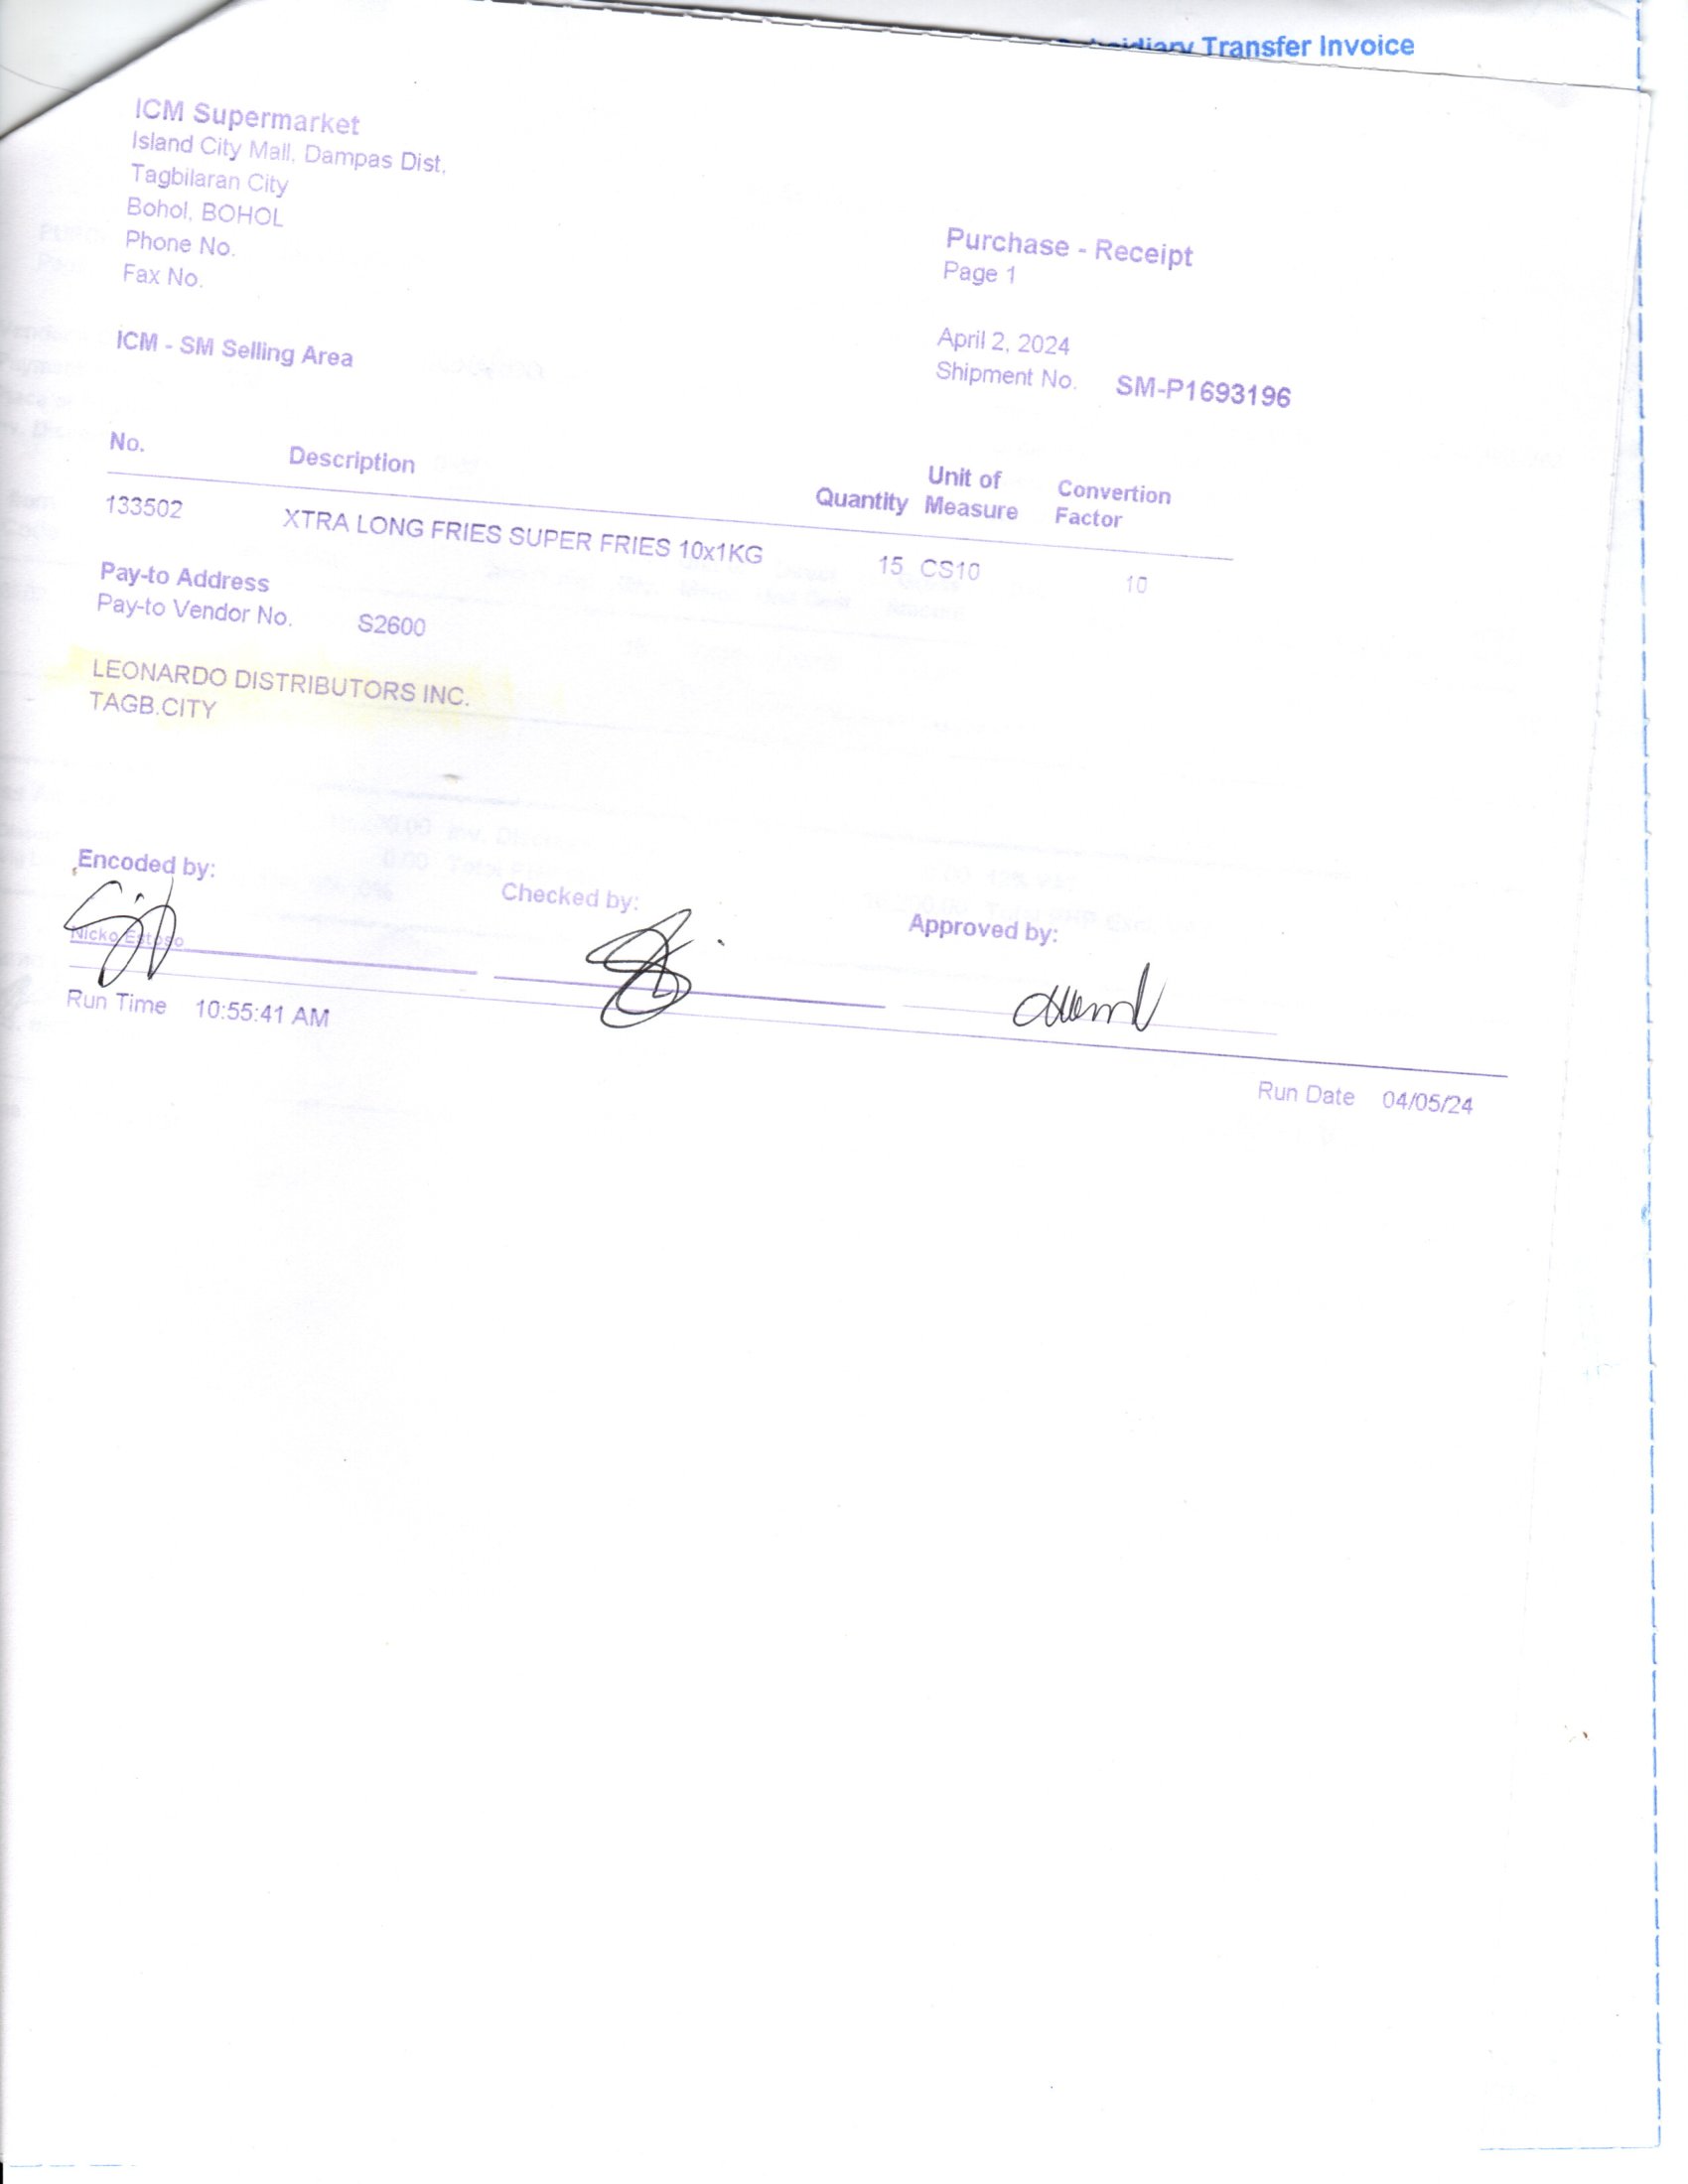 Transfer Invoice
ICM Supermarket
Island City Mall, Dampas Dist.
Tagbilaran City
Bohol, BOHOL
Phone No.
Fax No.
Purchase - Receipt
Page 1
ICM - SM Selling Area
April 2, 2024
Shipment No. SM-P1693196
No. Description Quantity Unit of Measure Convertion Factor
133502 XTRA LONG FRIES SUPER FRIES 10x1KG 15 CS10 10
Pay-to Address
Pay-to Vendor No. S2600
LEONARDO DISTRIBUTORS INC.
TAGB.CITY
Encoded by: Checked by: Approved by:
Nicko Estoso
Run Time 10:55:41 AM
Run Date 04/05/24